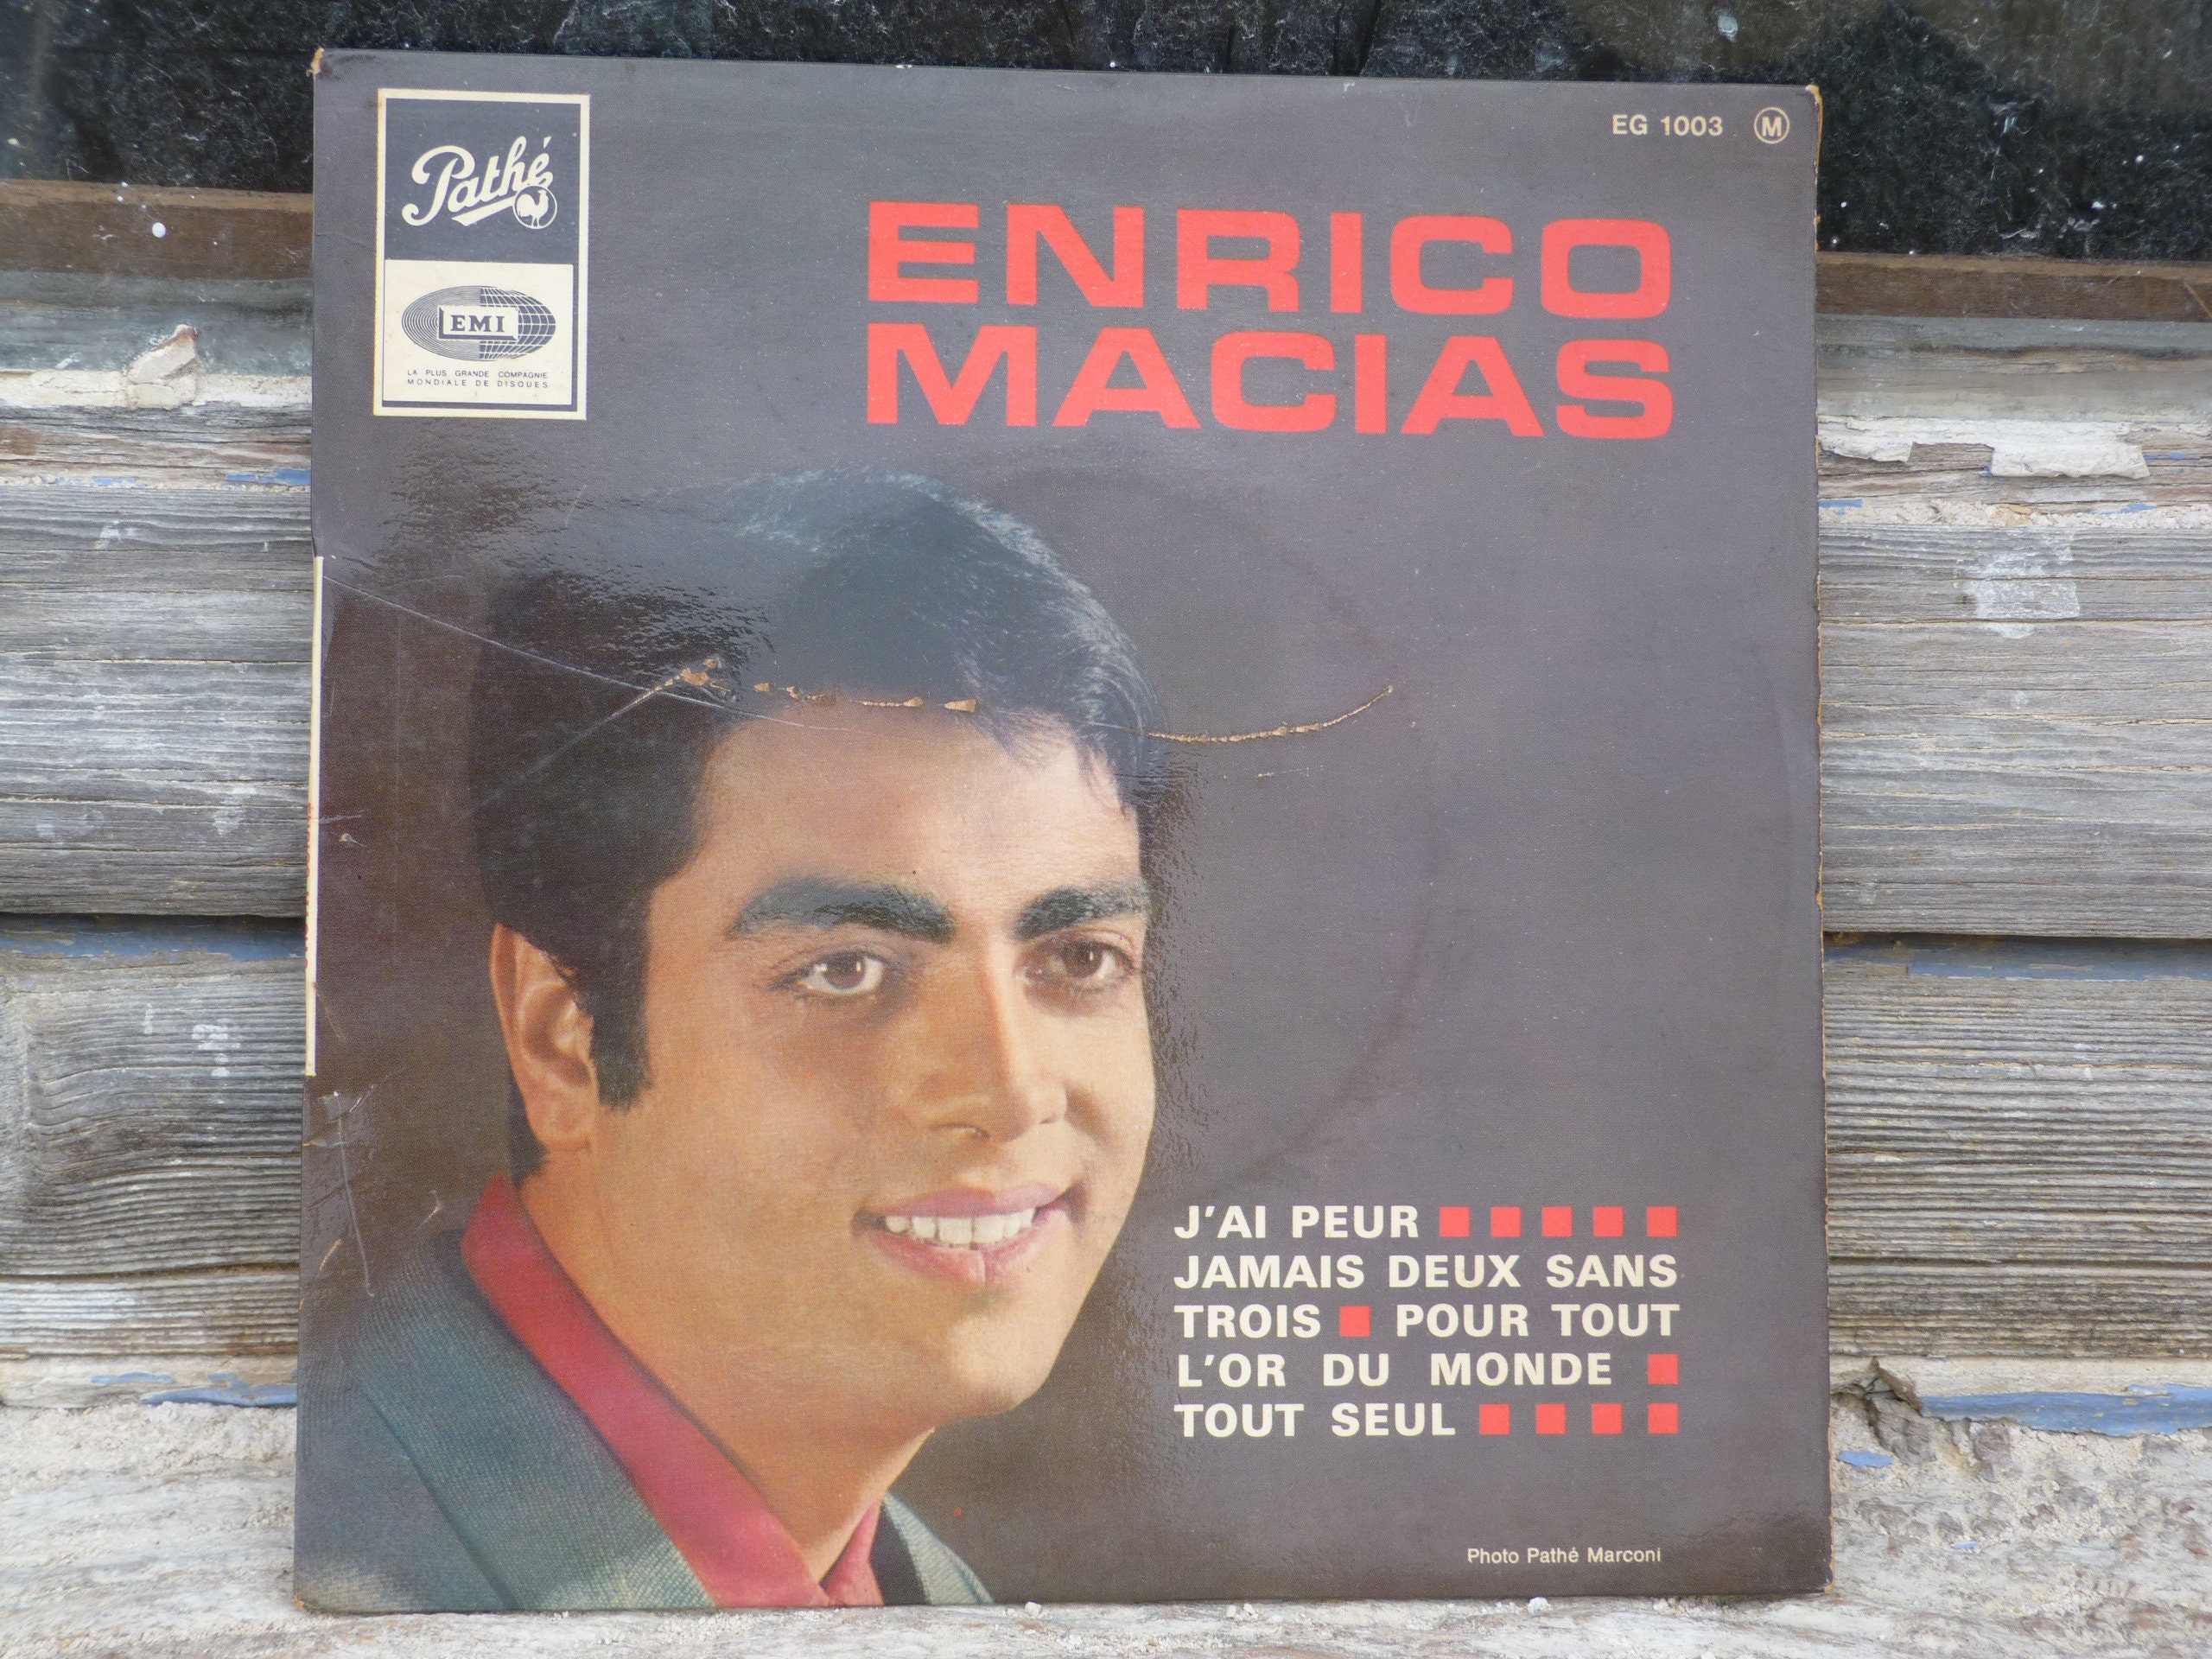 Pathé
EMI
LA PLUS GRANDE COMPAGNIE
MONDIALE DE DISQUES
EG 1003 M
ENRICO
MACIAS
J'AI PEUR
JAMAIS DEUX SANS
TROIS ■ POUR TOUT
L'OR DU MONDE
TOUT SEUL
Photo Pathé Marconi